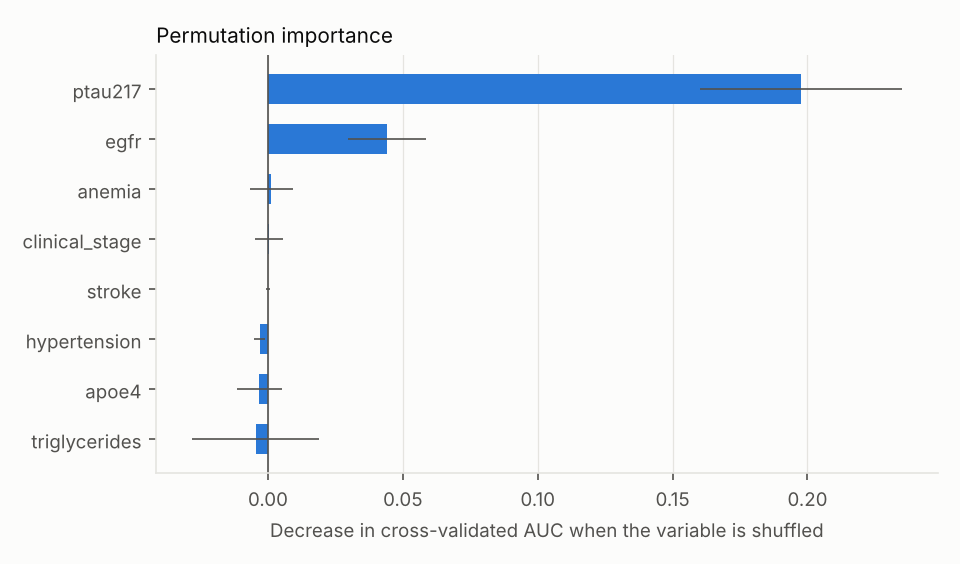 Permutation importance
ptau217
egfr
anemia
clinical_stage
stroke
hypertension
apoe4
triglycerides
0.00 0.05 0.10 0.15 0.20
Decrease in cross-validated AUC when the variable is shuffled